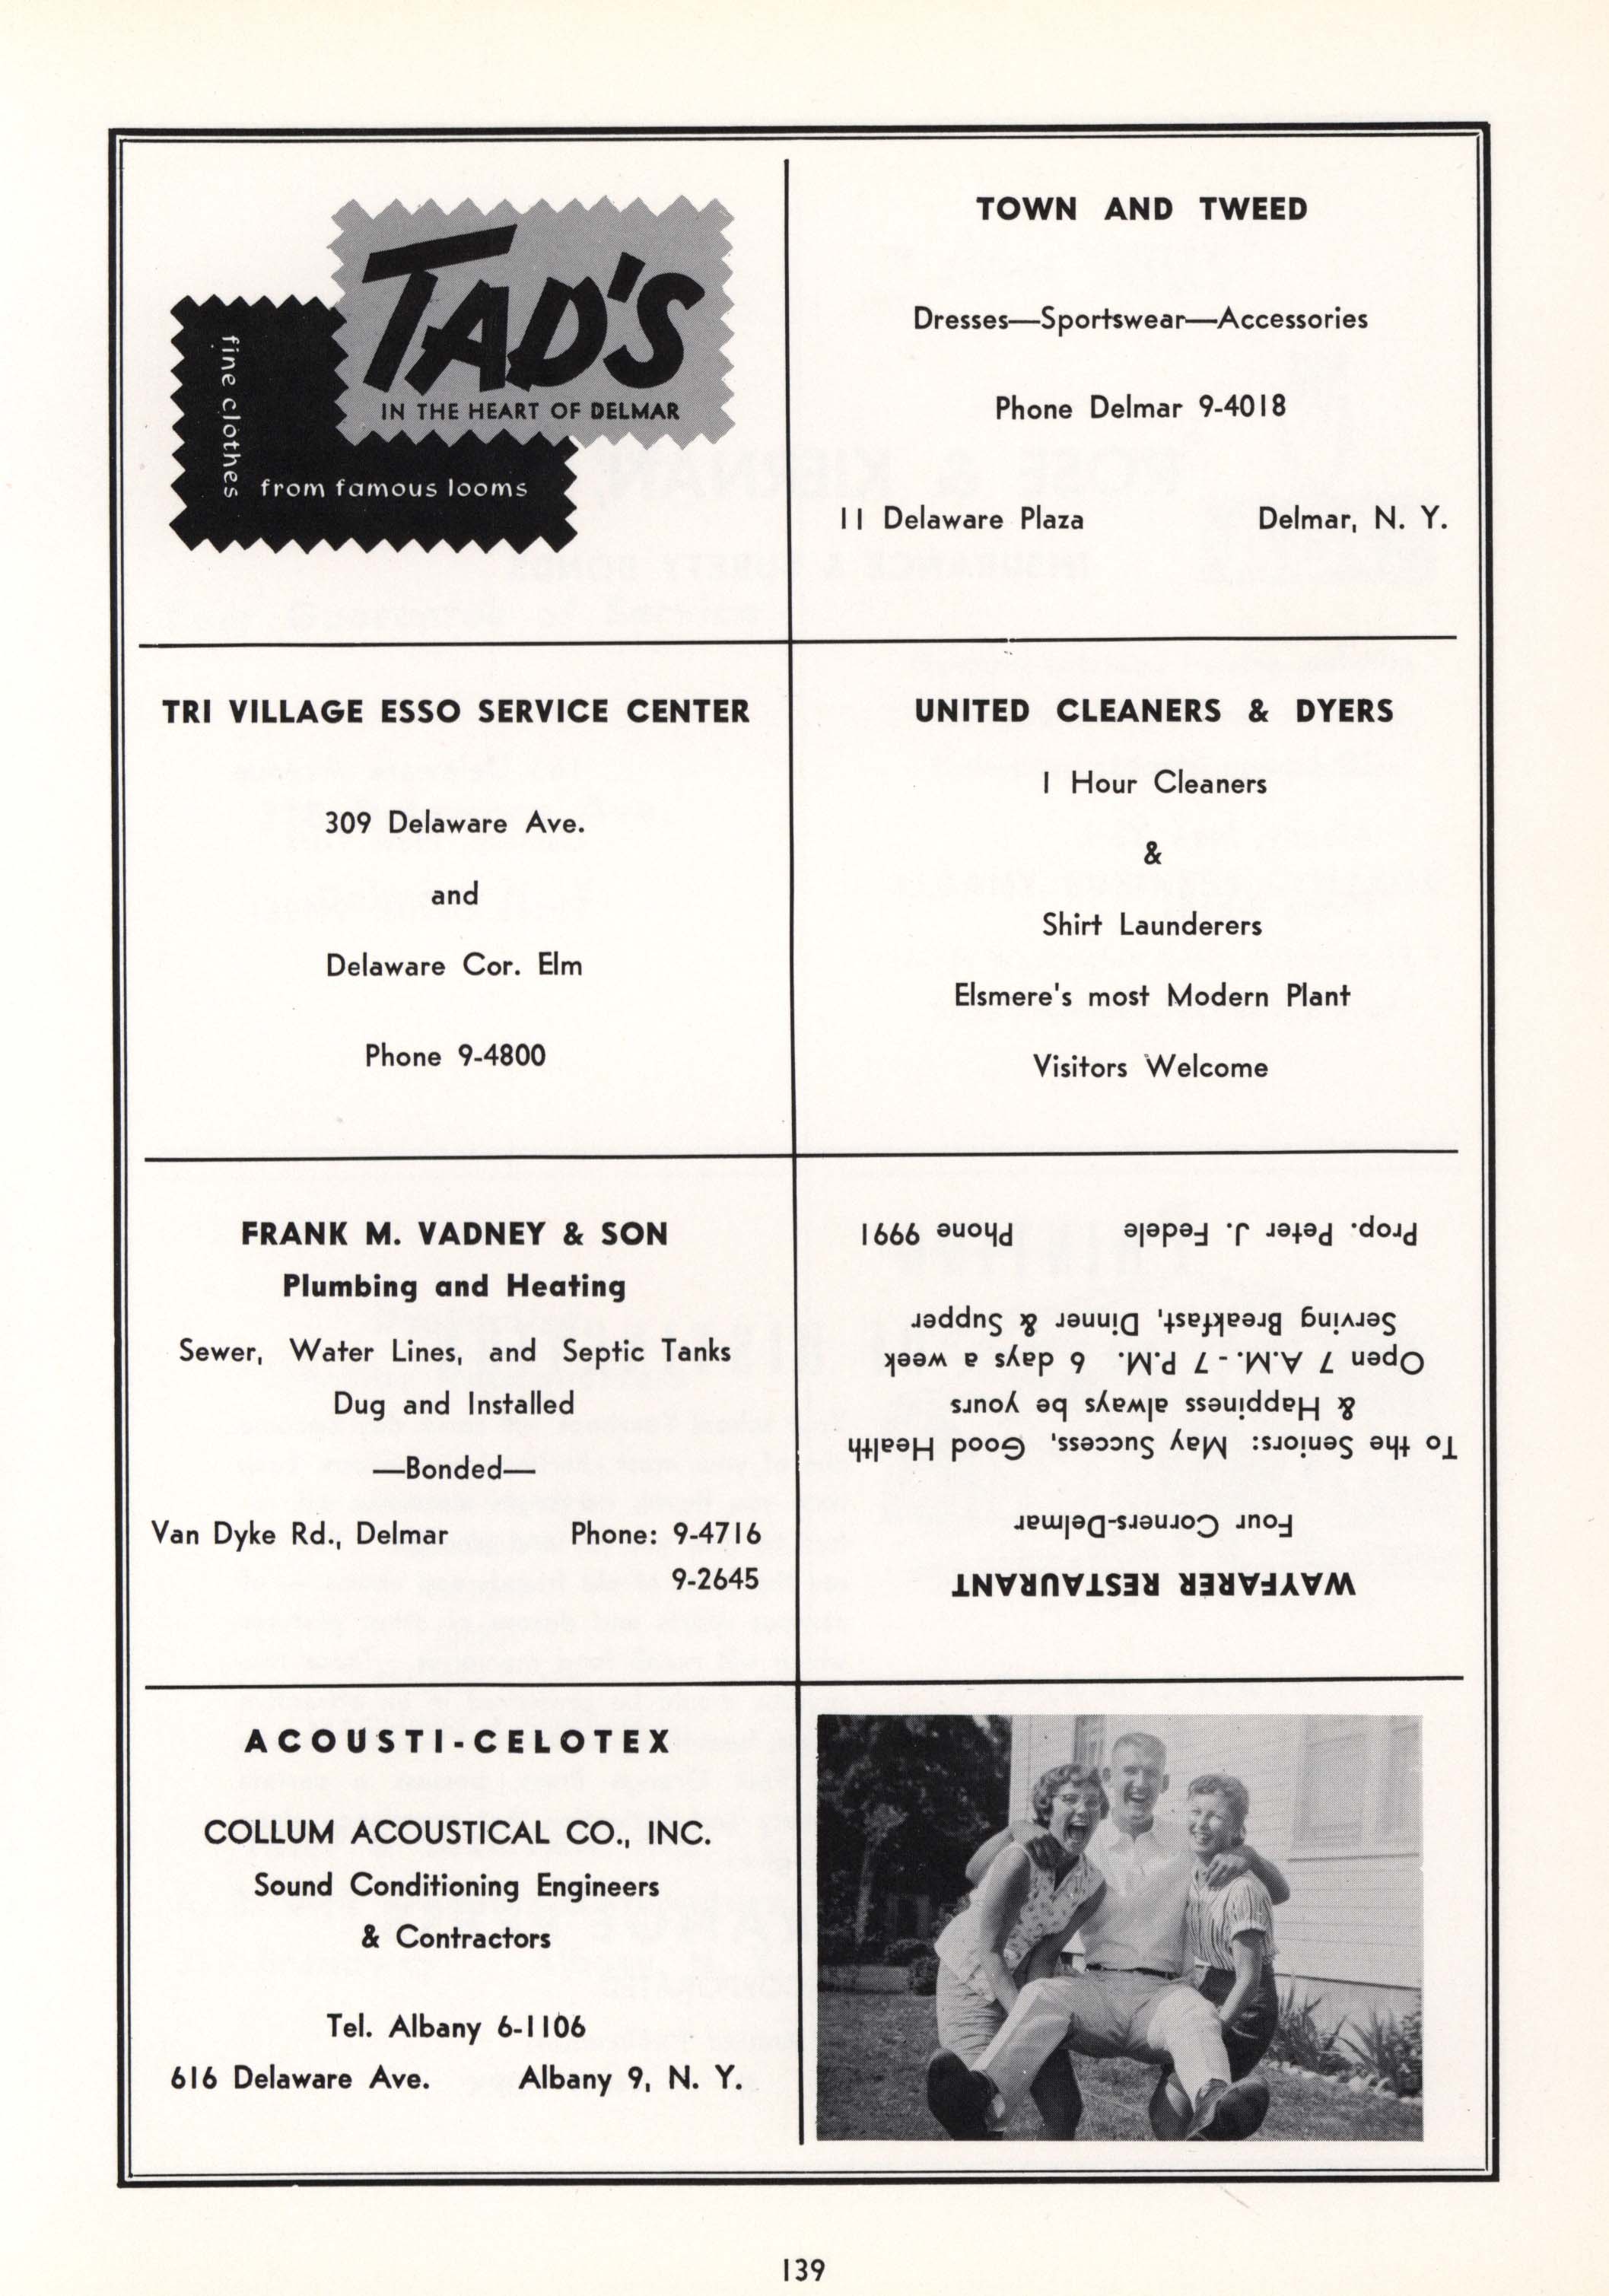 TAD'S
IN THE HEART OF DELMAR
fine clothes
from famous looms
TOWN AND TWEED
Dresses—Sportswear—Accessories
Phone Delmar 9-4018
11 Delaware Plaza Delmar, N. Y.
TRI VILLAGE ESSO SERVICE CENTER
309 Delaware Ave.
and
Delaware Cor. Elm
Phone 9-4800
UNITED CLEANERS & DYERS
1 Hour Cleaners
&
Shirt Launderers
Elsmere's most Modern Plant
Visitors Welcome
FRANK M. VADNEY & SON
Plumbing and Heating
Sewer, Water Lines, and Septic Tanks
Dug and Installed
—Bonded—
Van Dyke Rd., Delmar Phone: 9-4716
9-2645
WAYFARER RESTAURANT
Four Corners-Delmar
To the Seniors: May Success, Good Health
& Happiness always be yours
Open 7 A.M. - 7 P.M. 6 days a week
Serving Breakfast, Dinner & Supper
Prop. Peter J. Fedele Phone 9991
ACOUSTI-CELOTEX
COLLUM ACOUSTICAL CO., INC.
Sound Conditioning Engineers
& Contractors
Tel. Albany 6-1106
616 Delaware Ave. Albany 9, N. Y.
139